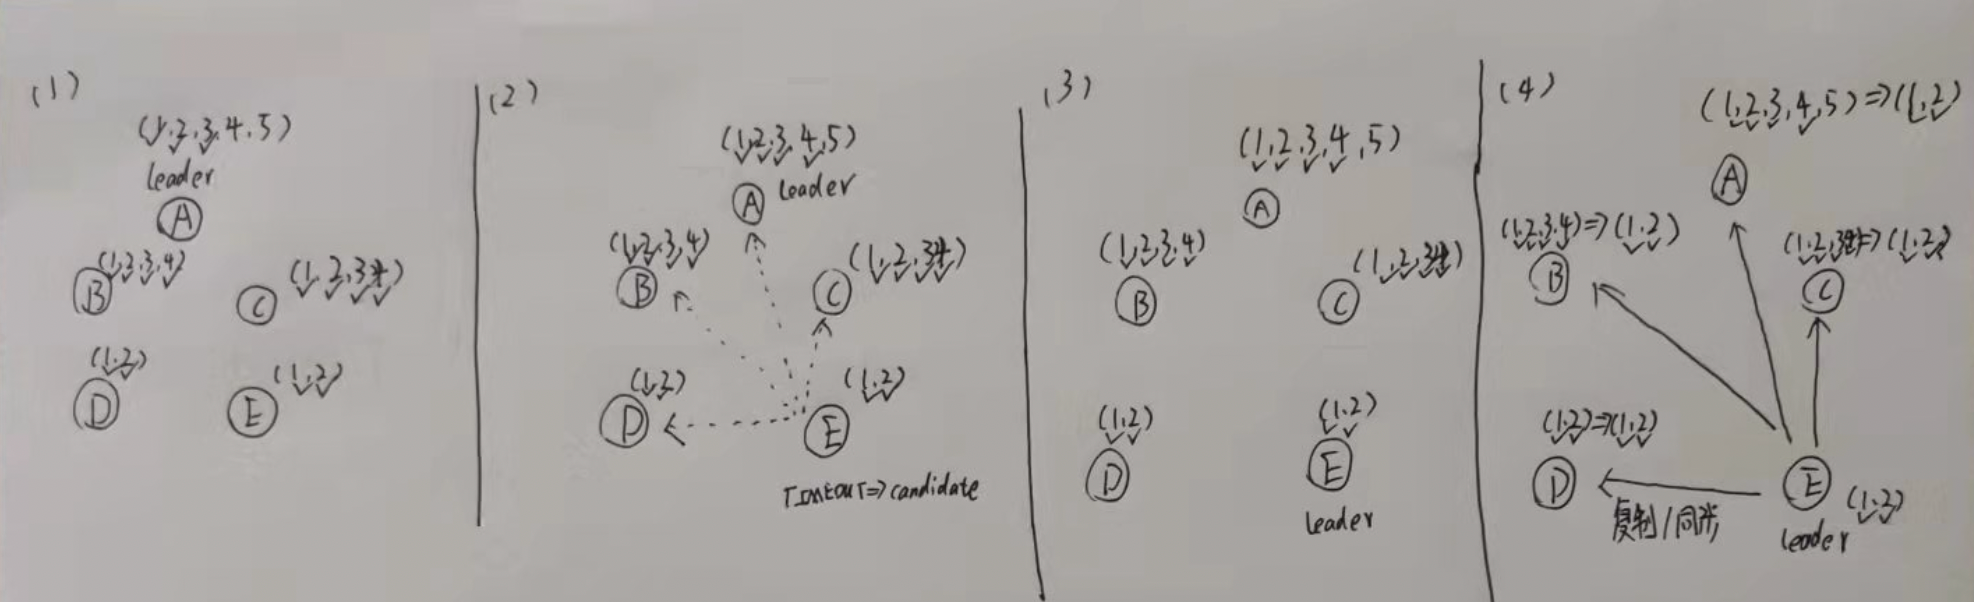 (1)
(1,2,3,4,5)
leader
A
(1,2,3,4)
B
(1,2,3,4)
C
(1,2)
D
(1,2)
E
(2)
(1,2,3,4,5)
A leader
(1,2,3,4)
B
(1,2,3,4)
C
(1,2)
D
(1,2)
E
TIMEOUT=>candidate
(3)
(1,2,3,4,5)
A
(1,2,3,4)
B
(1,2,3,4)
C
(1,2)
D
(1,2)
E
leader
(4)
(1,2,3,4,5)=>(1,2)
A
(1,2,3,4)=>(1,2)
B
(1,2,3,4)=>(1,2)
C
(1,2)=>(1,2)
D
复制/同步
E (1,2)
leader